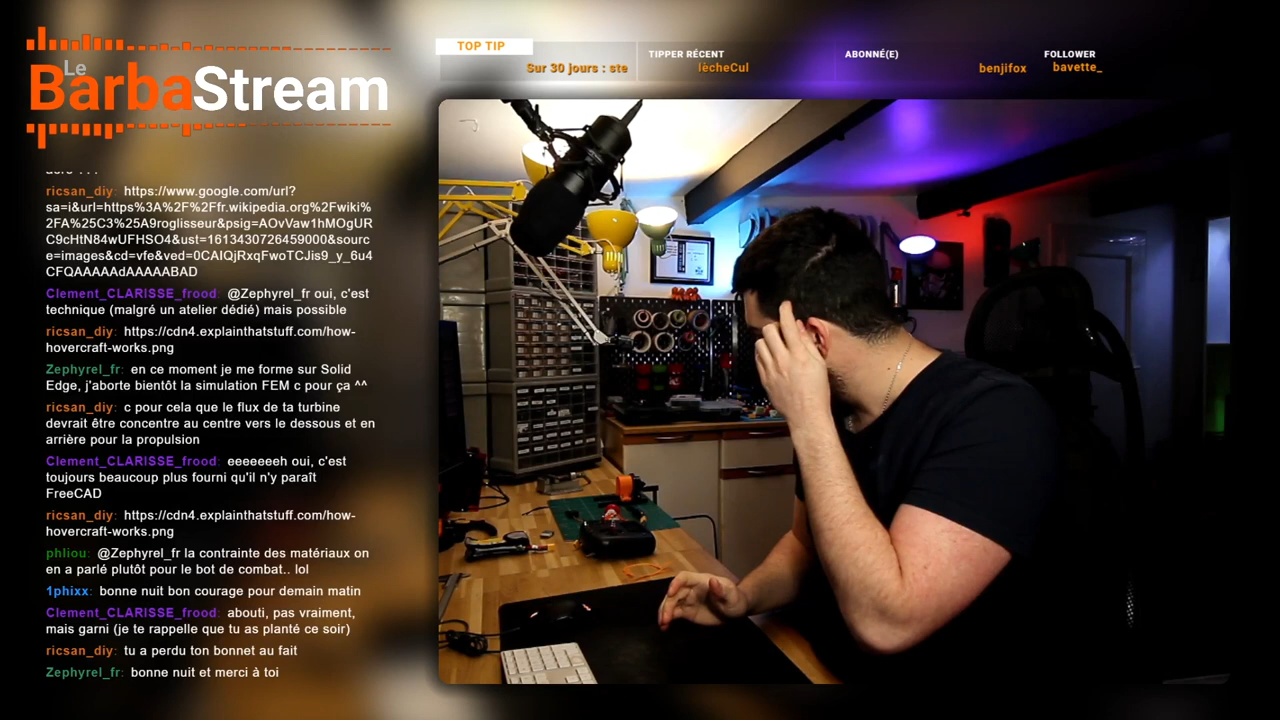 Le
BarbaStream
TOP TIP
Sur 30 jours : ste
TIPPER RÉCENT
lècheCul
ABONNÉ(E)
benjifox
FOLLOWER
bavette_
ricsan_diy: https://www.google.com/url?
sa=i&url=https%3A%2F%2Ffr.wikipedia.org%2Fwiki%
2FA%25C3%25A9roglisseur&psig=AOvVaw1hMOgUR
C9cHtN84wUFHSO4&ust=1613430726459000&sourc
e=images&cd=vfe&ved=0CAIQjRxqFwoTCJis9_y_6u4
CFQAAAAAdAAAAABAD
Clement_CLARISSE_frood: @Zephyrel_fr oui, c'est
technique (malgré un atelier dédié) mais possible
ricsan_diy: https://cdn4.explainthatstuff.com/how-
hovercraft-works.png
Zephyrel_fr: en ce moment je me forme sur Solid
Edge, j'aborte bientôt la simulation FEM c pour ça ^^
ricsan_diy: c pour cela que le flux de ta turbine
devrait être concentre au centre vers le dessous et en
arrière pour la propulsion
Clement_CLARISSE_frood: eeeeeeeh oui, c'est
toujours beaucoup plus fourni qu'il n'y paraît
FreeCAD
ricsan_diy: https://cdn4.explainthatstuff.com/how-
hovercraft-works.png
phliou: @Zephyrel_fr la contrainte des matériaux on
en a parlé plutôt pour le bot de combat.. lol
1phixx: bonne nuit bon courage pour demain matin
Clement_CLARISSE_frood: abouti, pas vraiment,
mais garni (je te rappelle que tu as planté ce soir)
ricsan_diy: tu a perdu ton bonnet au fait
Zephyrel_fr: bonne nuit et merci à toi